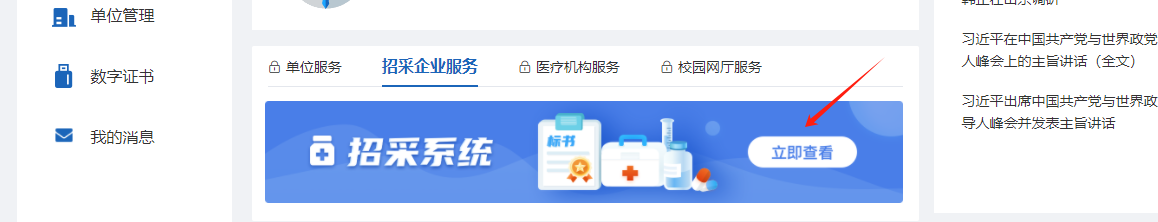 单位管理
数字证书
我的消息
单位服务
招采企业服务
医疗机构服务
校园网厅服务
招采系统
标书
立即查看
习近平在中国共产党与世界政党
人峰会上的主旨讲话（全文）
习近平出席中国共产党与世界政
导人峰会并发表主旨讲话